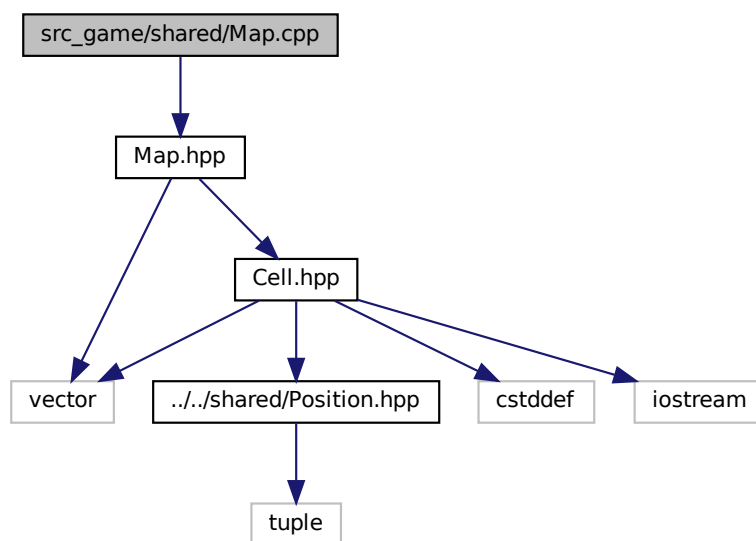 src_game/shared/Map.cpp
Map.hpp
Cell.hpp
vector
../../shared/Position.hpp
cstddef
iostream
tuple